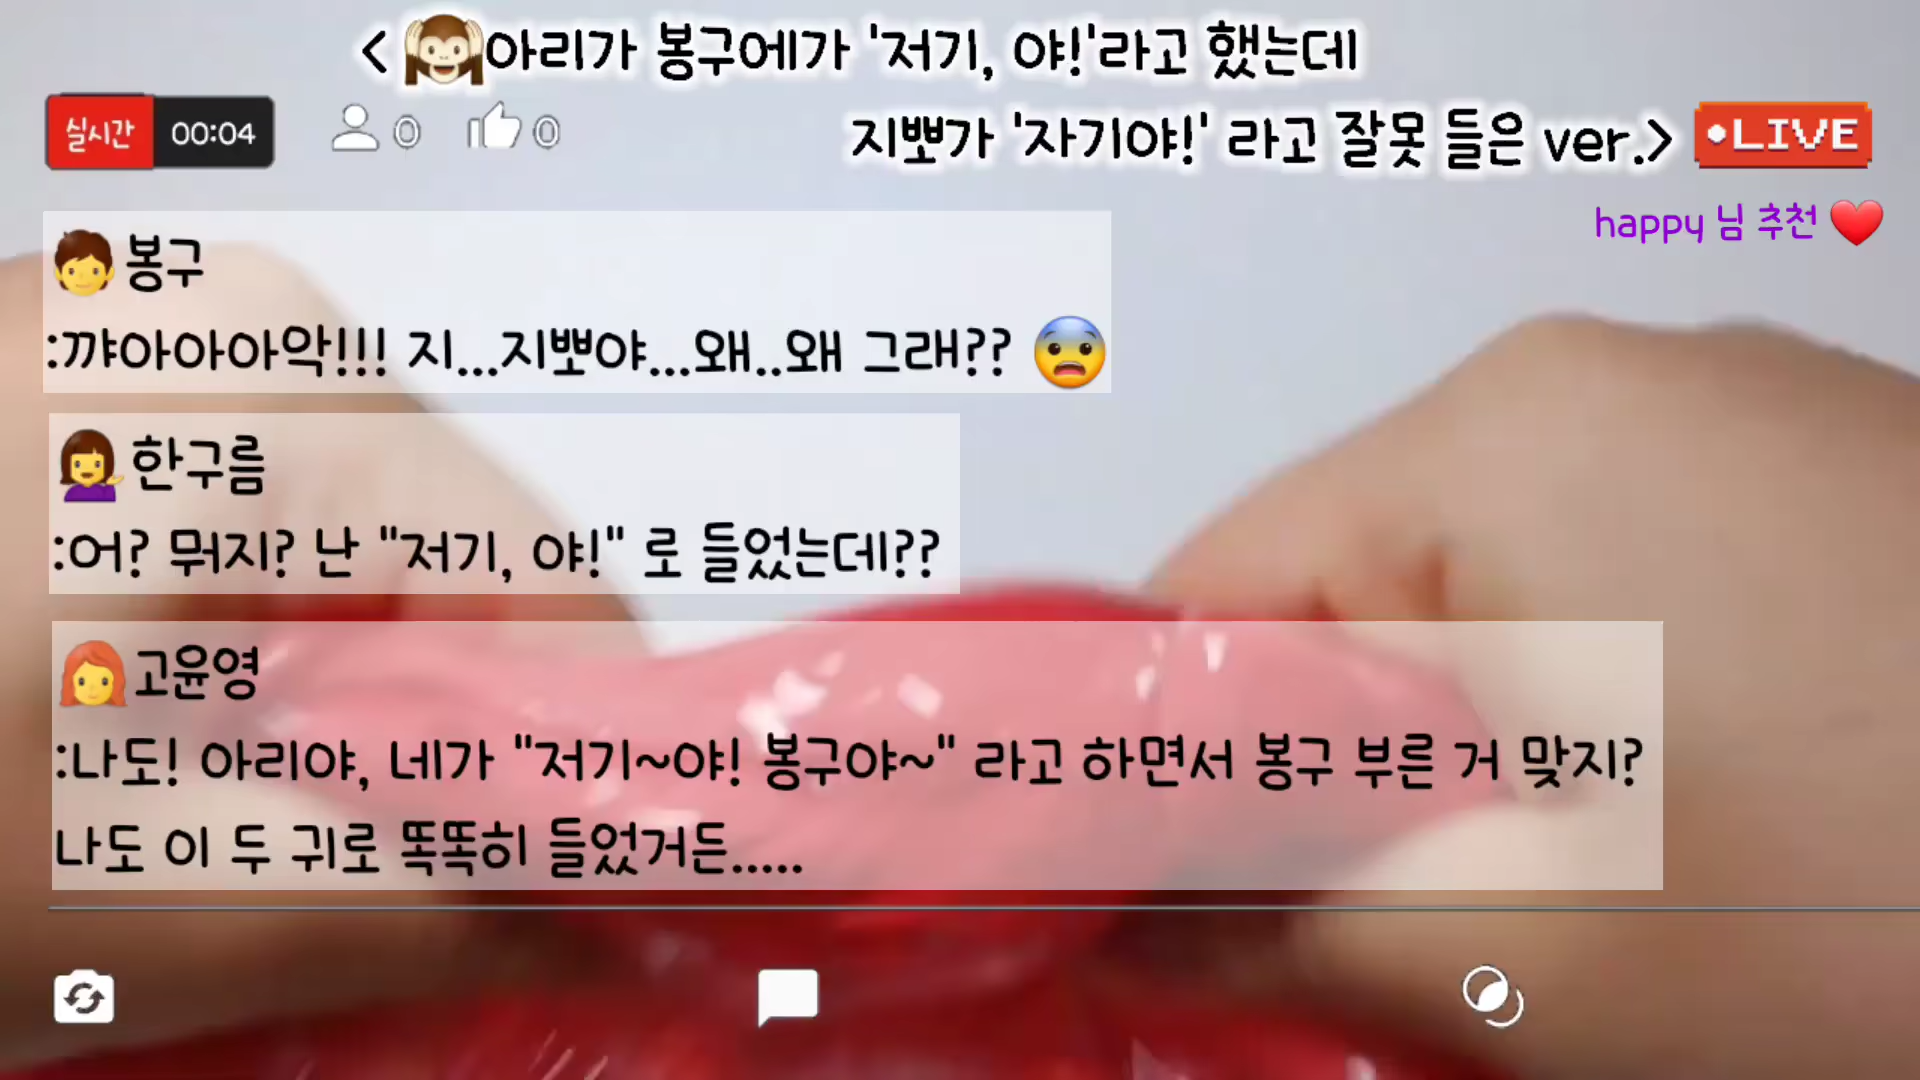 < 🙉아리가 봉구에가 '저기, 야!'라고 했는데
지뽀가 '자기야!' 라고 잘못 들은 ver.>
LIVE
실시간 00:04 0 0
happy 님 추천 ❤️
봉구
:꺄아아아악!!! 지...지뽀야...왜..왜 그래?? 😨
한구름
:어? 뭐지? 난 "저기, 야!" 로 들었는데??
고윤영
:나도! 아리야, 네가 "저기~야! 봉구야~" 라고 하면서 봉구 부른 거 맞지?
나도 이 두 귀로 똑똑히 들었거든.....